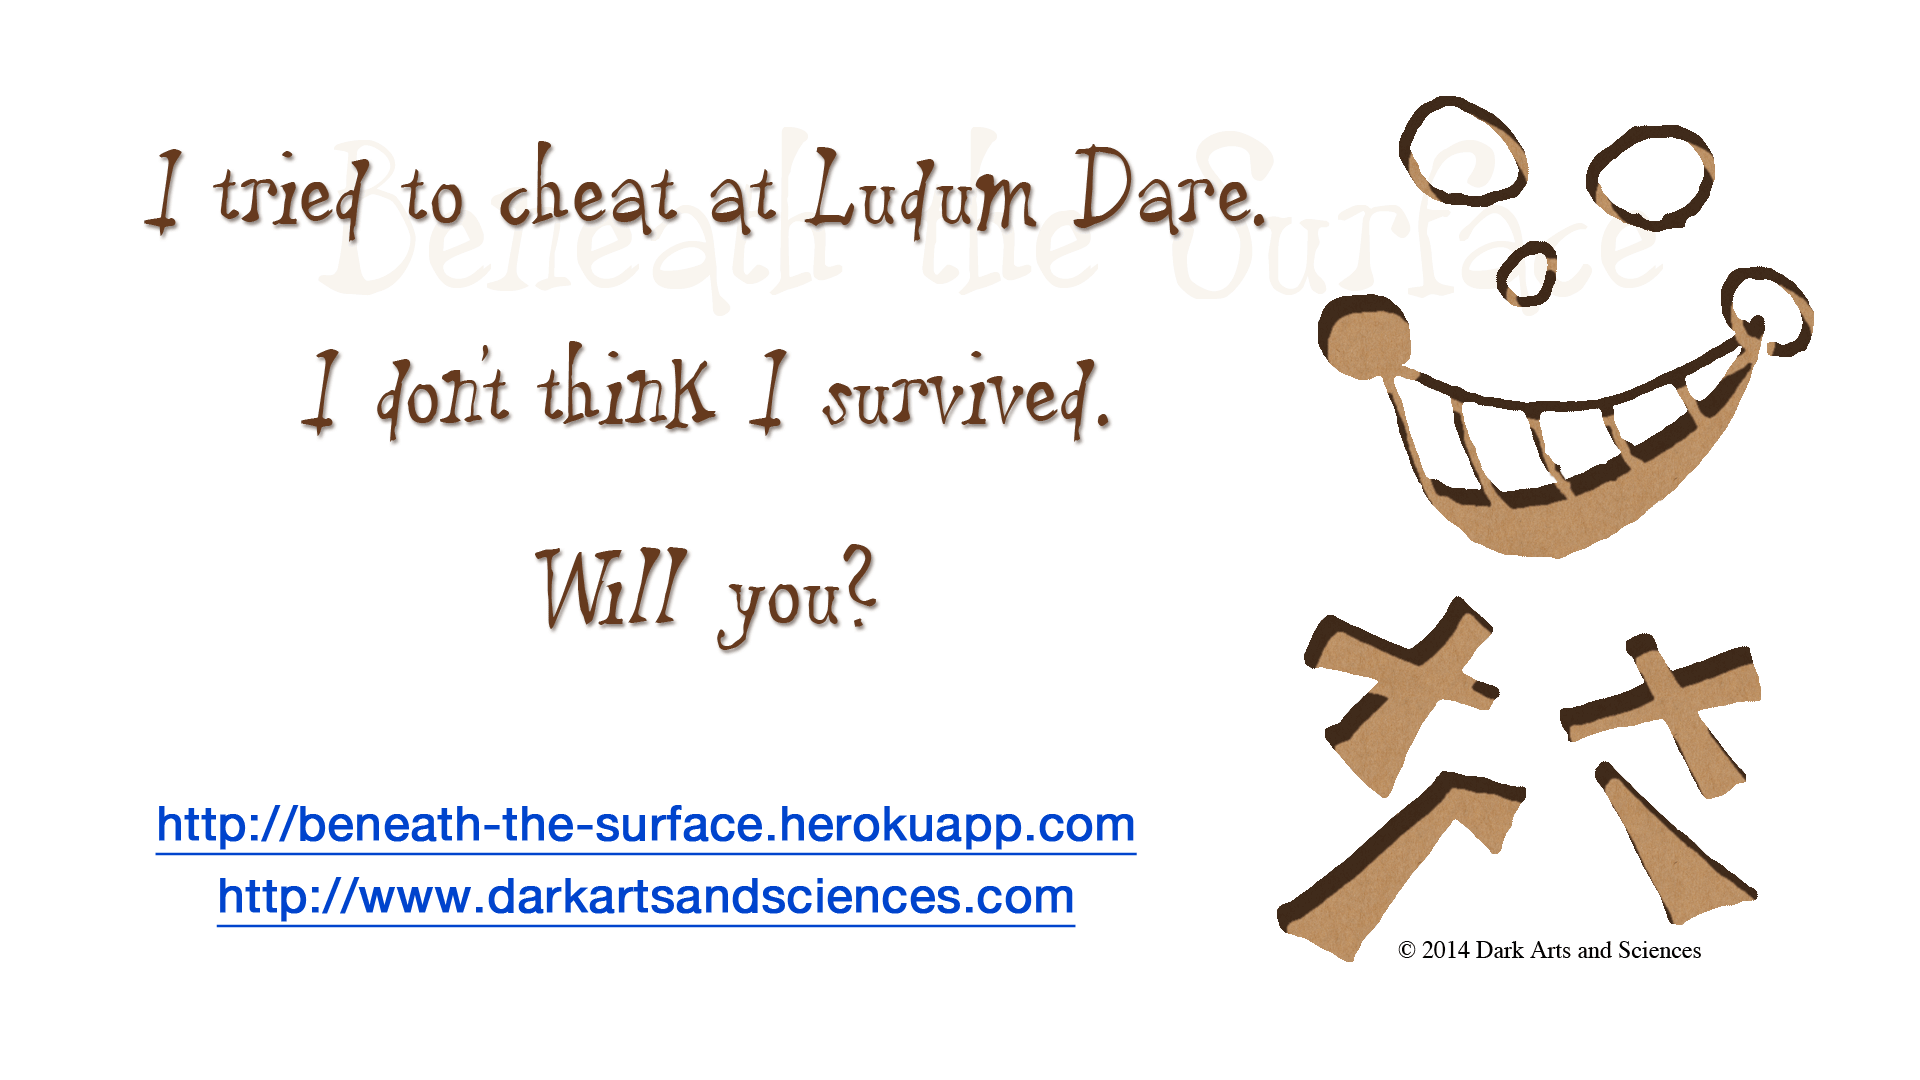 Beneath the Surface
I tried to cheat at Ludum Dare.
I don't think I survived.
Will you?
http://beneath-the-surface.herokuapp.com
http://www.darkartsandsciences.com
© 2014 Dark Arts and Sciences